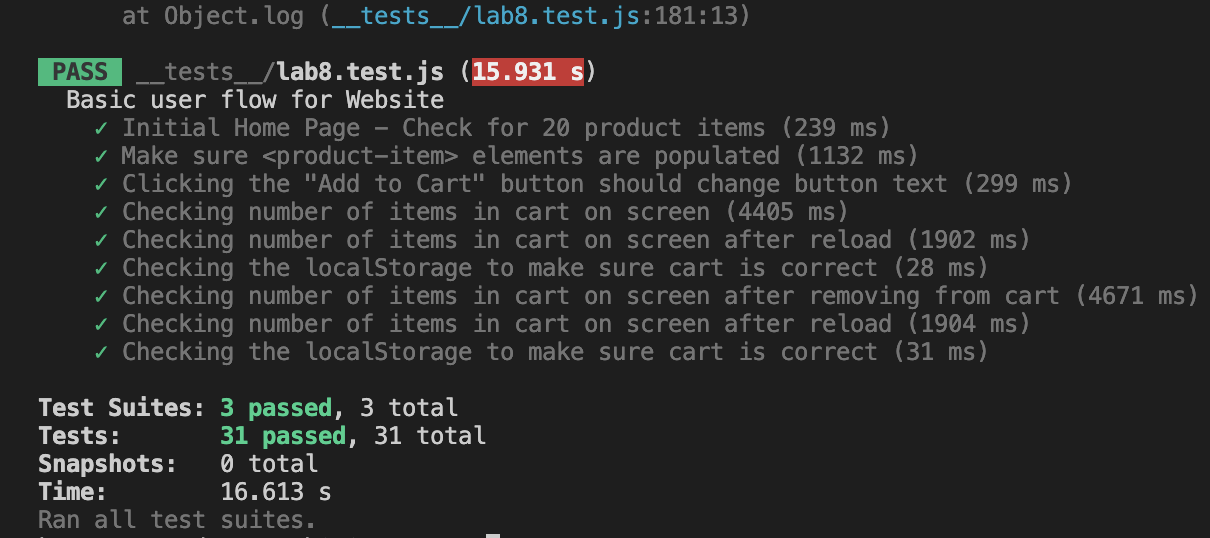 at Object.log (__tests__/lab8.test.js:181:13)
PASS __tests__/lab8.test.js (15.931 s)
Basic user flow for Website
✓ Initial Home Page - Check for 20 product items (239 ms)
✓ Make sure <product-item> elements are populated (1132 ms)
✓ Clicking the "Add to Cart" button should change button text (299 ms)
✓ Checking number of items in cart on screen (4405 ms)
✓ Checking number of items in cart on screen after reload (1902 ms)
✓ Checking the localStorage to make sure cart is correct (28 ms)
✓ Checking number of items in cart on screen after removing from cart (4671 ms)
✓ Checking number of items in cart on screen after reload (1904 ms)
✓ Checking the localStorage to make sure cart is correct (31 ms)
Test Suites: 3 passed, 3 total
Tests: 31 passed, 31 total
Snapshots: 0 total
Time: 16.613 s
Ran all test suites.